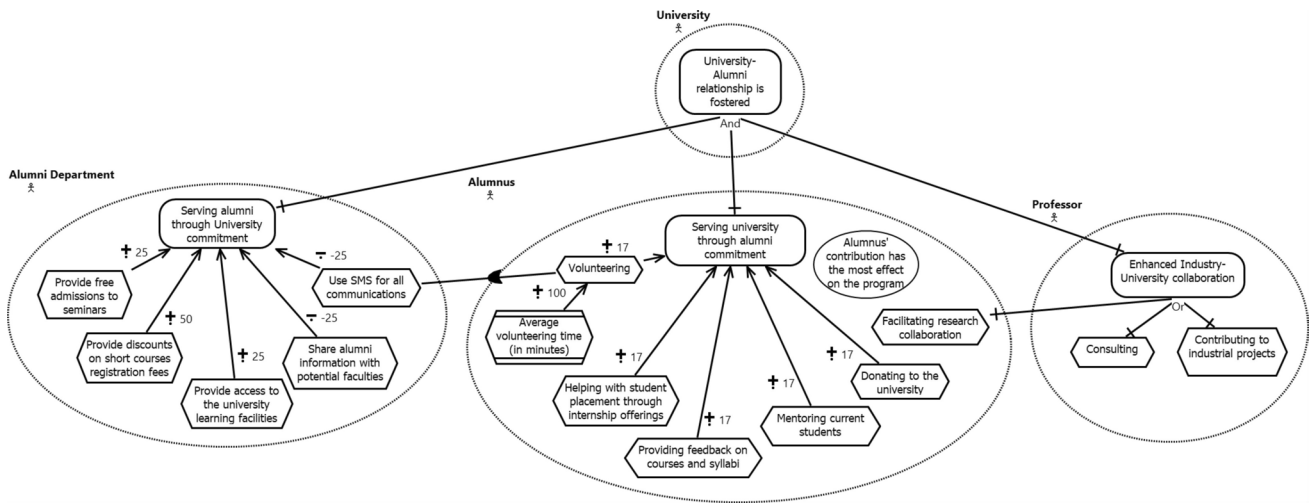 University
University-
Alumni
relationship is
fostered
And
Alumni Department
Alumnus
Professor
Serving alumni
through University
commitment
25
Provide free
admissions to
seminars
50
Provide discounts
on short courses
registration fees
25
Provide access to
the university
learning facilities
-25
Share alumni
information with
potential faculties
-25
Use SMS for all
communications
Serving university
through alumni
commitment
17
Volunteering
100
Average
volunteering time
(in minutes)
17
Helping with student
placement through
internship offerings
17
Providing feedback on
courses and syllabi
17
Mentoring current
students
17
Donating to the
university
Alumnus'
contribution has
the most effect
on the program
Facilitating research
collaboration
Enhanced Industry-
University collaboration
Or
Consulting
Contributing to
industrial projects